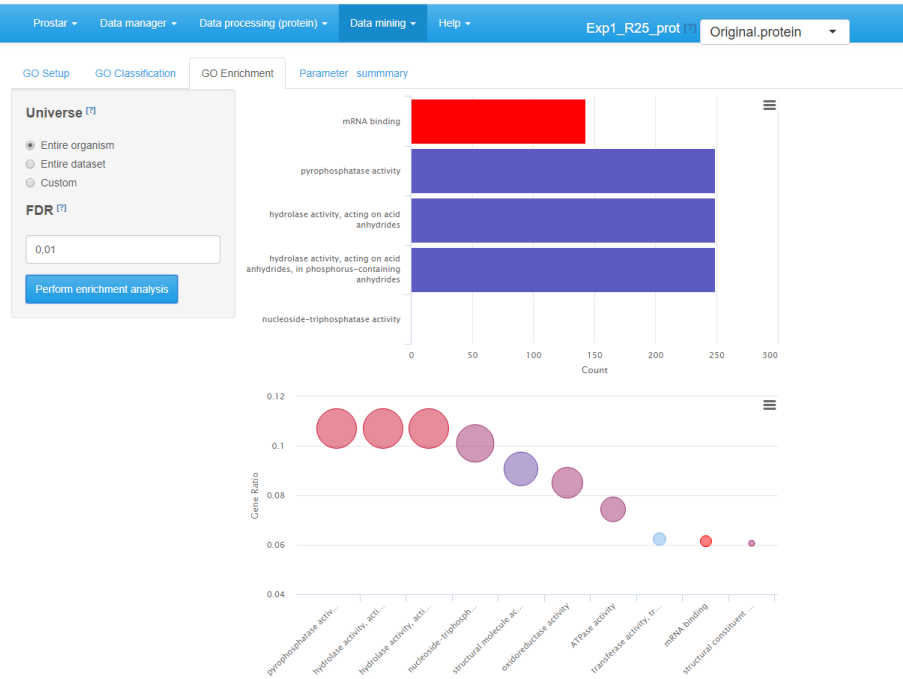 Prostar Data manager Data processing (protein) Data mining Help Exp1_R25_prot [?] Original.protein
GO Setup GO Classification GO Enrichment Parameter summmary
Universe [?]
Entire organism
Entire dataset
Custom
FDR [?]
0,01
Perform enrichment analysis
mRNA binding
pyrophosphatase activity
hydrolase activity, acting on acid
anhydrides
hydrolase activity, acting on acid
anhydrides, in phosphorus-containing
anhydrides
nucleoside-triphosphatase activity
0 50 100 150 200 250 300
Count
0.12
0.1
0.08
0.06
0.04
Gene Ratio
pyrophosphatase activ...
hydrolase activity, acti...
hydrolase activity, acti...
nucleoside-triphosph...
structural molecule ac...
oxidoreductase activity
ATPase activity
transferase activity, tr...
mRNA binding
structural constituent ...